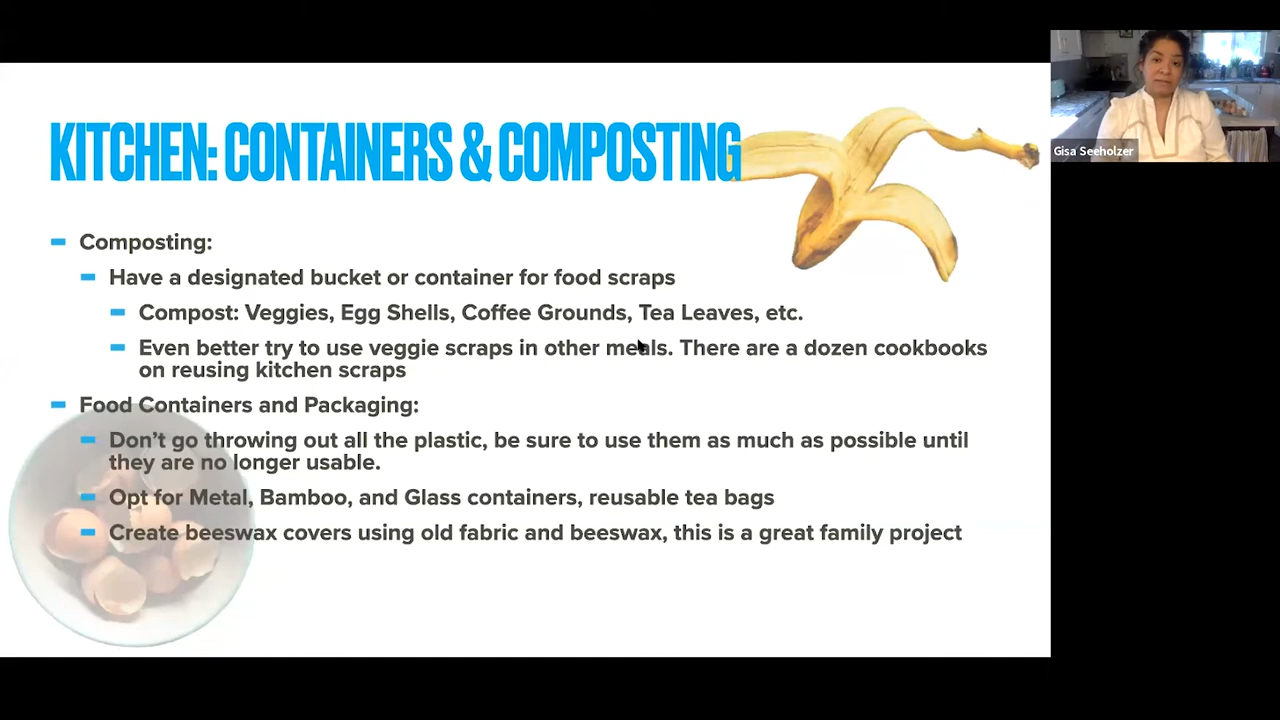 KITCHEN: CONTAINERS & COMPOSTING
Gisa Seeholzer
Composting:
Have a designated bucket or container for food scraps
Compost: Veggies, Egg Shells, Coffee Grounds, Tea Leaves, etc.
Even better try to use veggie scraps in other meals. There are a dozen cookbooks
on reusing kitchen scraps
Food Containers and Packaging:
Don’t go throwing out all the plastic, be sure to use them as much as possible until
they are no longer usable.
Opt for Metal, Bamboo, and Glass containers, reusable tea bags
Create beeswax covers using old fabric and beeswax, this is a great family project